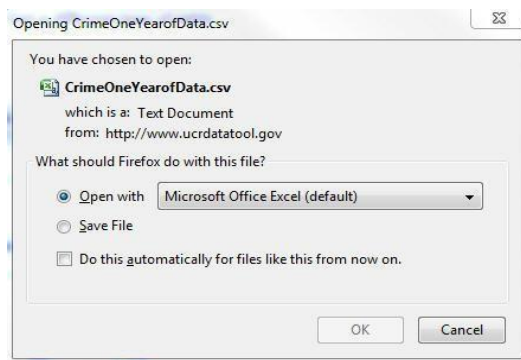 Opening CrimeOneYearofData.csv
You have chosen to open:
CrimeOneYearofData.csv
which is a: Text Document
from: http://www.ucrdatatool.gov
What should Firefox do with this file?
Open with Microsoft Office Excel (default)
Save File
Do this automatically for files like this from now on.
OK Cancel